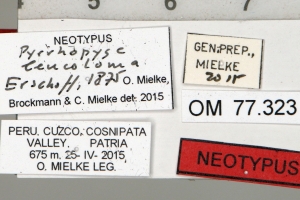 5 6 7
NEOTYPUS
Pyrrhopyge
leucoloma
Erschoff, 1875 O. Mielke,
Brockmann & C. Mielke det. 2015
GEN.PREP.,
MIELKE
2015
OM 77.323
PERU, CUZCO, COSNIPATA
VALLEY, PATRIA
675 m. 25-IV-2015,
O. MIELKE LEG.
NEOTYPUS